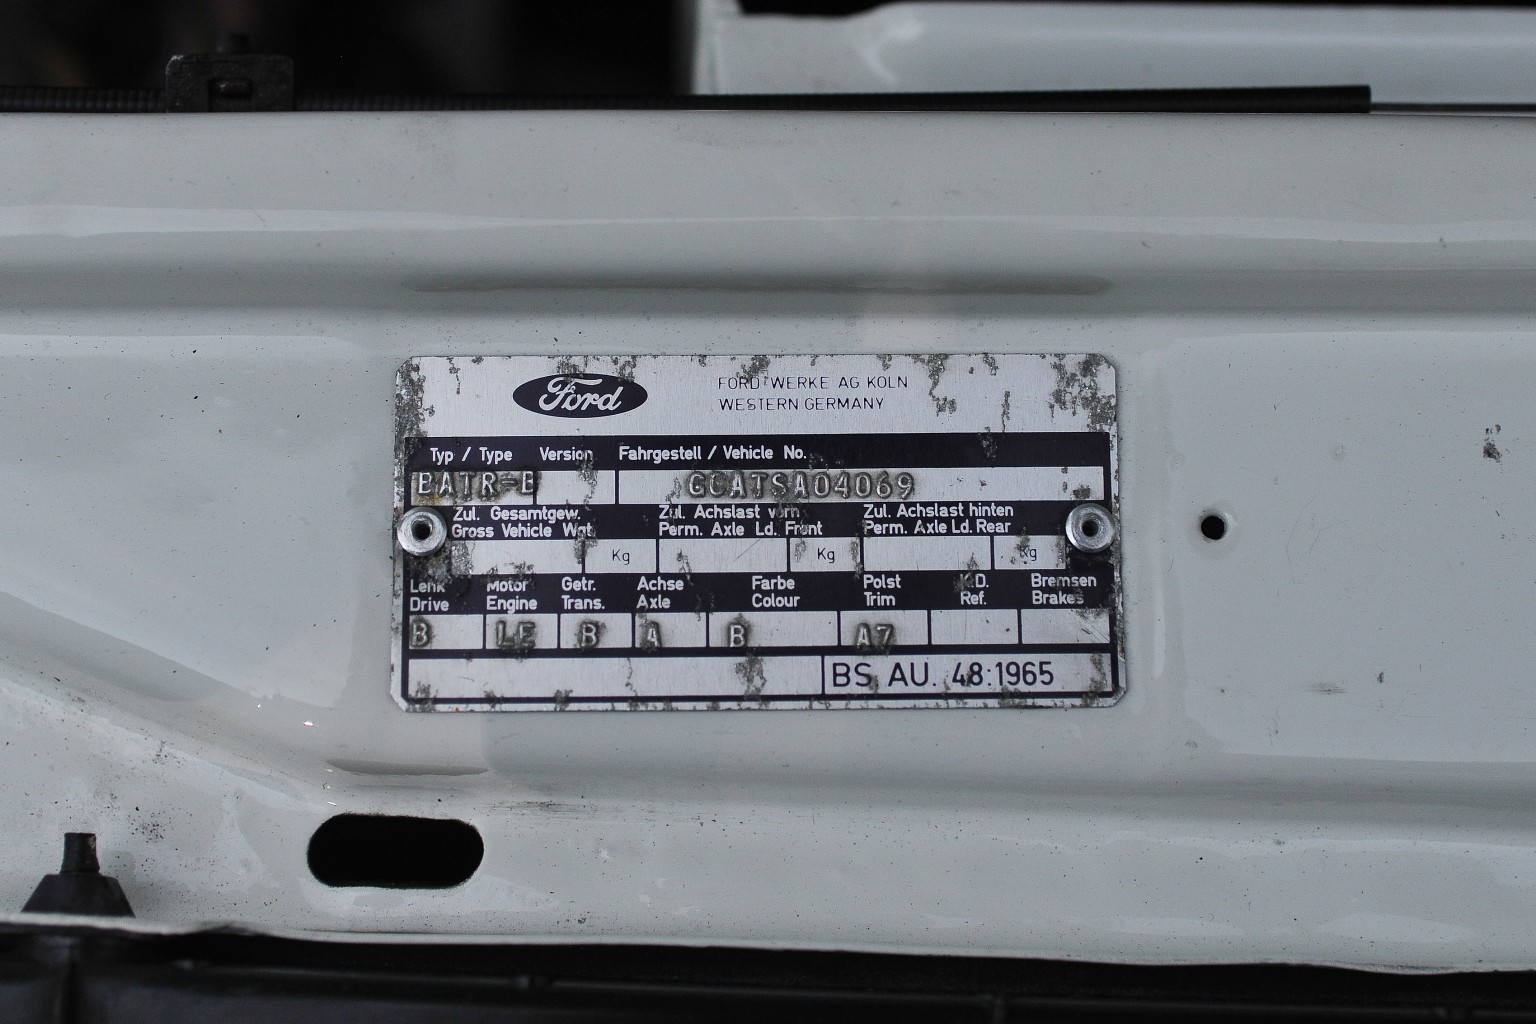 Ford
FORD WERKE AG KOLN
WESTERN GERMANY
Typ / Type Version Fahrgestell / Vehicle No.
BATR-B GCATSA04069
Zul. Gesamtgew. Zul. Achslast vorn Zul. Achslast hinten
Gross Vehicle Wgt. Perm. Axle Ld. Front Perm. Axle Ld. Rear
Kg Kg Kg
Lenk Motor Getr. Achse Farbe Polst K.D. Bremsen
Drive Engine Trans. Axle Colour Trim Ref. Brakes
B LE B A B A7
BS AU. 48:1965